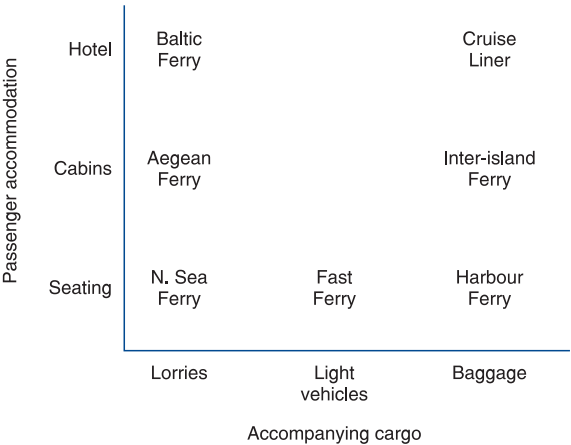 Passenger accommodation
Hotel
Baltic
Ferry
Cruise
Liner
Cabins
Aegean
Ferry
Inter-island
Ferry
Seating
N. Sea
Ferry
Fast
Ferry
Harbour
Ferry
Lorries
Light
vehicles
Baggage
Accompanying cargo